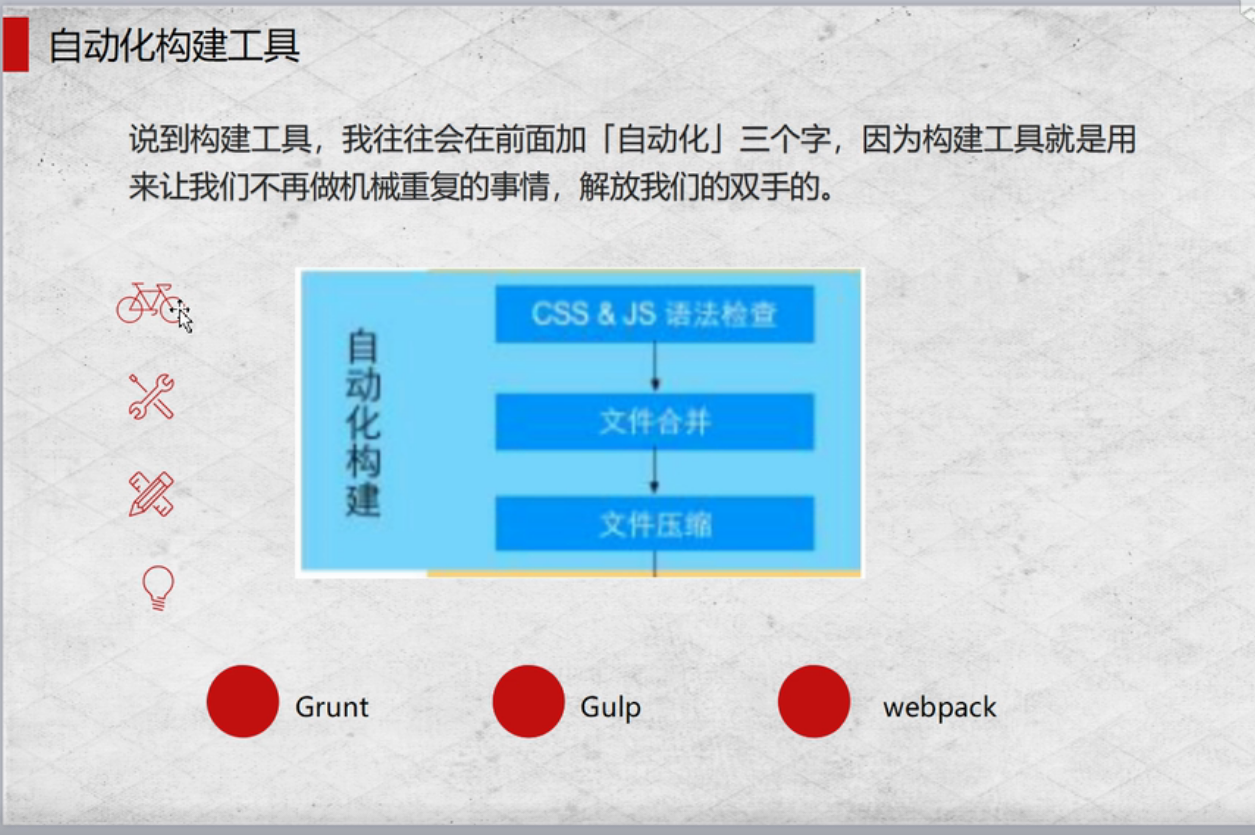 自动化构建工具
说到构建工具，我往往会在前面加「自动化」三个字，因为构建工具就是用
来让我们不再做机械重复的事情，解放我们的双手的。
自动化构建
CSS & JS 语法检查
文件合并
文件压缩
Grunt
Gulp
webpack